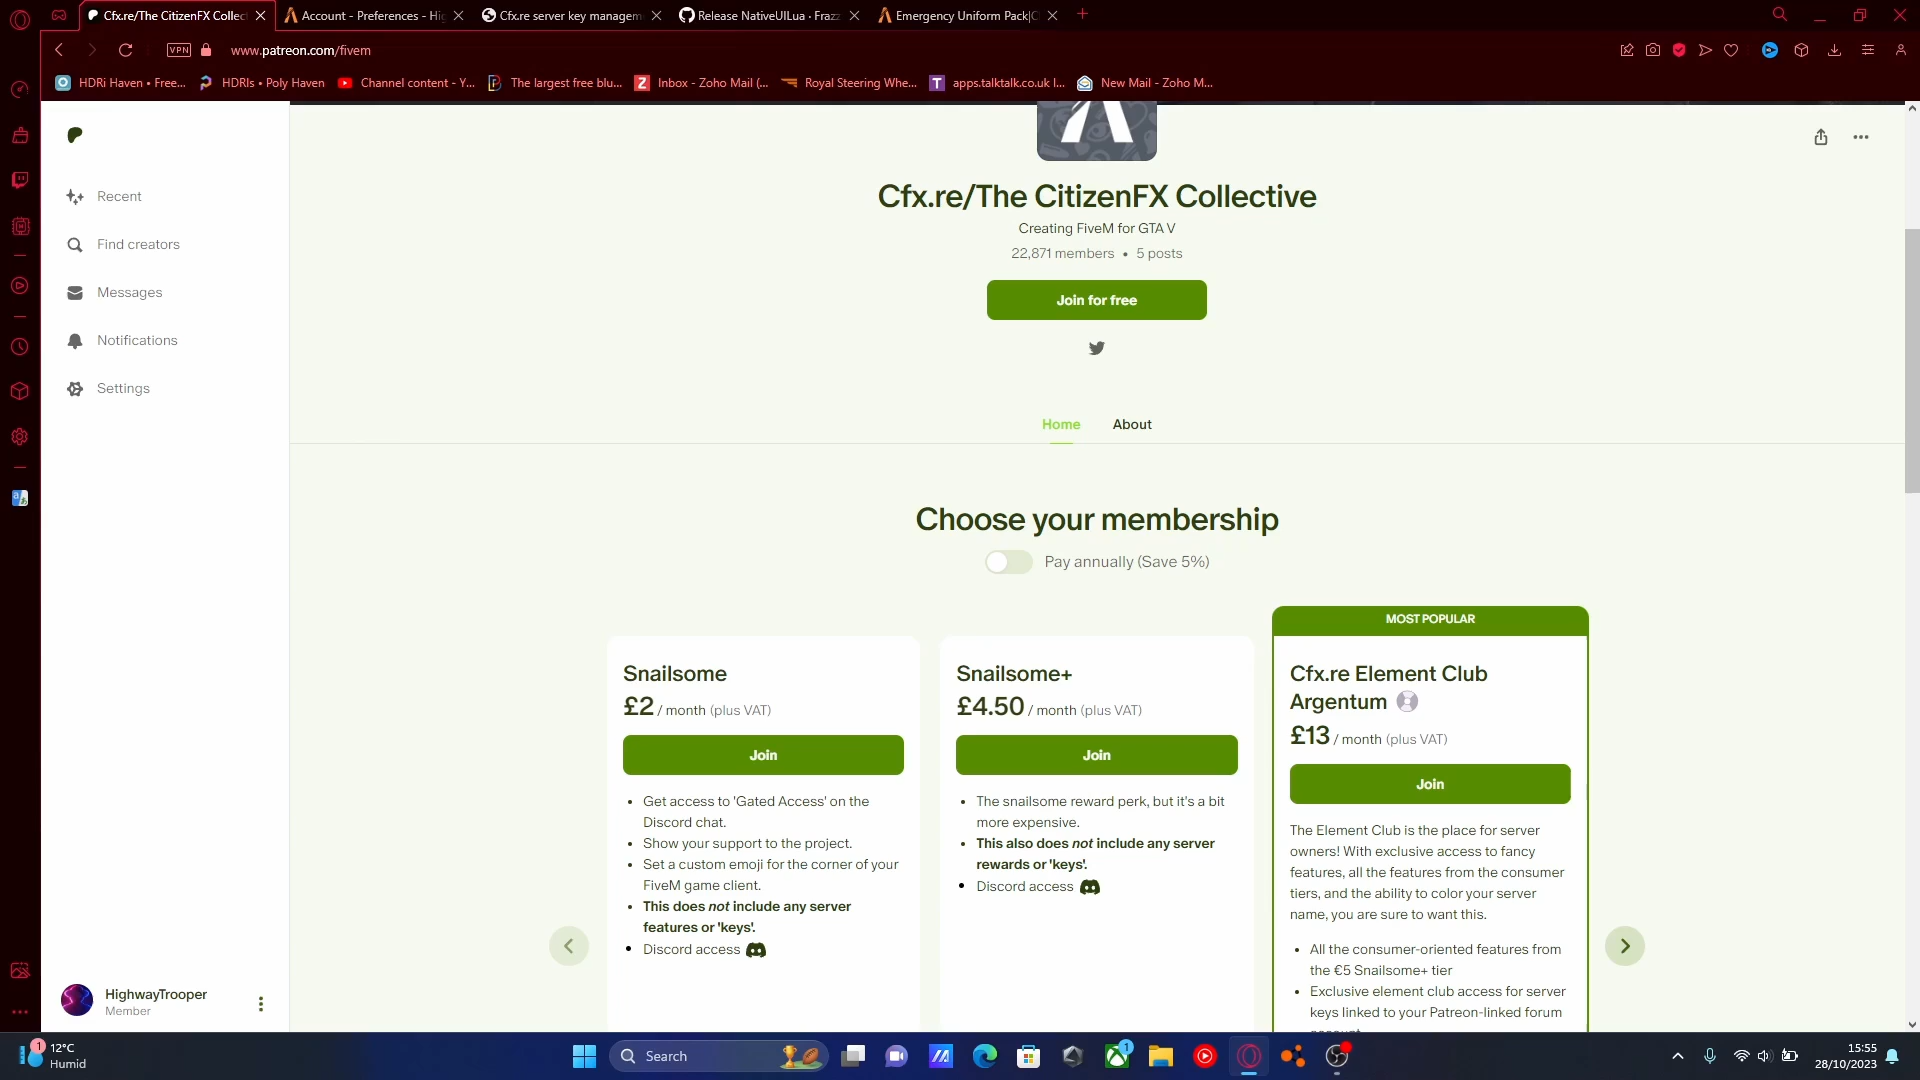 Cfx.re/The CitizenFX Collect
Account - Preferences - Hig
Cfx.re server key managem
Release NativeUILua · Frazz
Emergency Uniform Pack|C
VPN
www.patreon.com/fivem
HDRi Haven • Free...
HDRIs • Poly Haven
Channel content - Y...
The largest free blu...
Inbox - Zoho Mail (...
Royal Steering Whe...
apps.talktalk.co.uk l...
New Mail - Zoho M...
Recent
Find creators
Messages
Notifications
Settings
Cfx.re/The CitizenFX Collective
Creating FiveM for GTA V
22,871 members • 5 posts
Join for free
Home
About
Choose your membership
Pay annually (Save 5%)
Snailsome
£2 / month (plus VAT)
Join
• Get access to 'Gated Access' on the
Discord chat.
• Show your support to the project.
• Set a custom emoji for the corner of your
FiveM game client.
• This does not include any server
features or 'keys'.
• Discord access
Snailsome+
£4.50 / month (plus VAT)
Join
• The snailsome reward perk, but it's a bit
more expensive.
• This also does not include any server
rewards or 'keys'.
• Discord access
MOST POPULAR
Cfx.re Element Club
Argentum
£13 / month (plus VAT)
Join
The Element Club is the place for server
owners! With exclusive access to fancy
features, all the features from the consumer
tiers, and the ability to color your server
name, you are sure to want this.
• All the consumer-oriented features from
the €5 Snailsome+ tier
• Exclusive element club access for server
keys linked to your Patreon-linked forum
HighwayTrooper
Member
1
12°C
Humid
Search
1
15:55
28/10/2023